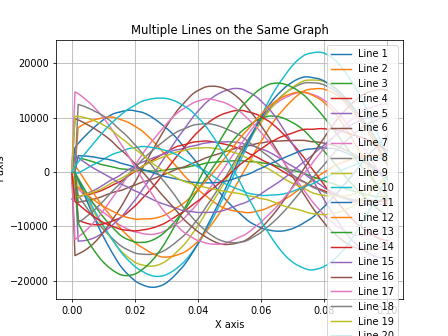 Multiple Lines on the Same Graph
20000
10000
0
−10000
−20000
0.00
0.02
0.04
0.06
0.08
X axis
Line 1
Line 2
Line 3
Line 4
Line 5
Line 6
Line 7
Line 8
Line 9
Line 10
Line 11
Line 12
Line 13
Line 14
Line 15
Line 16
Line 17
Line 18
Line 19
Line 20